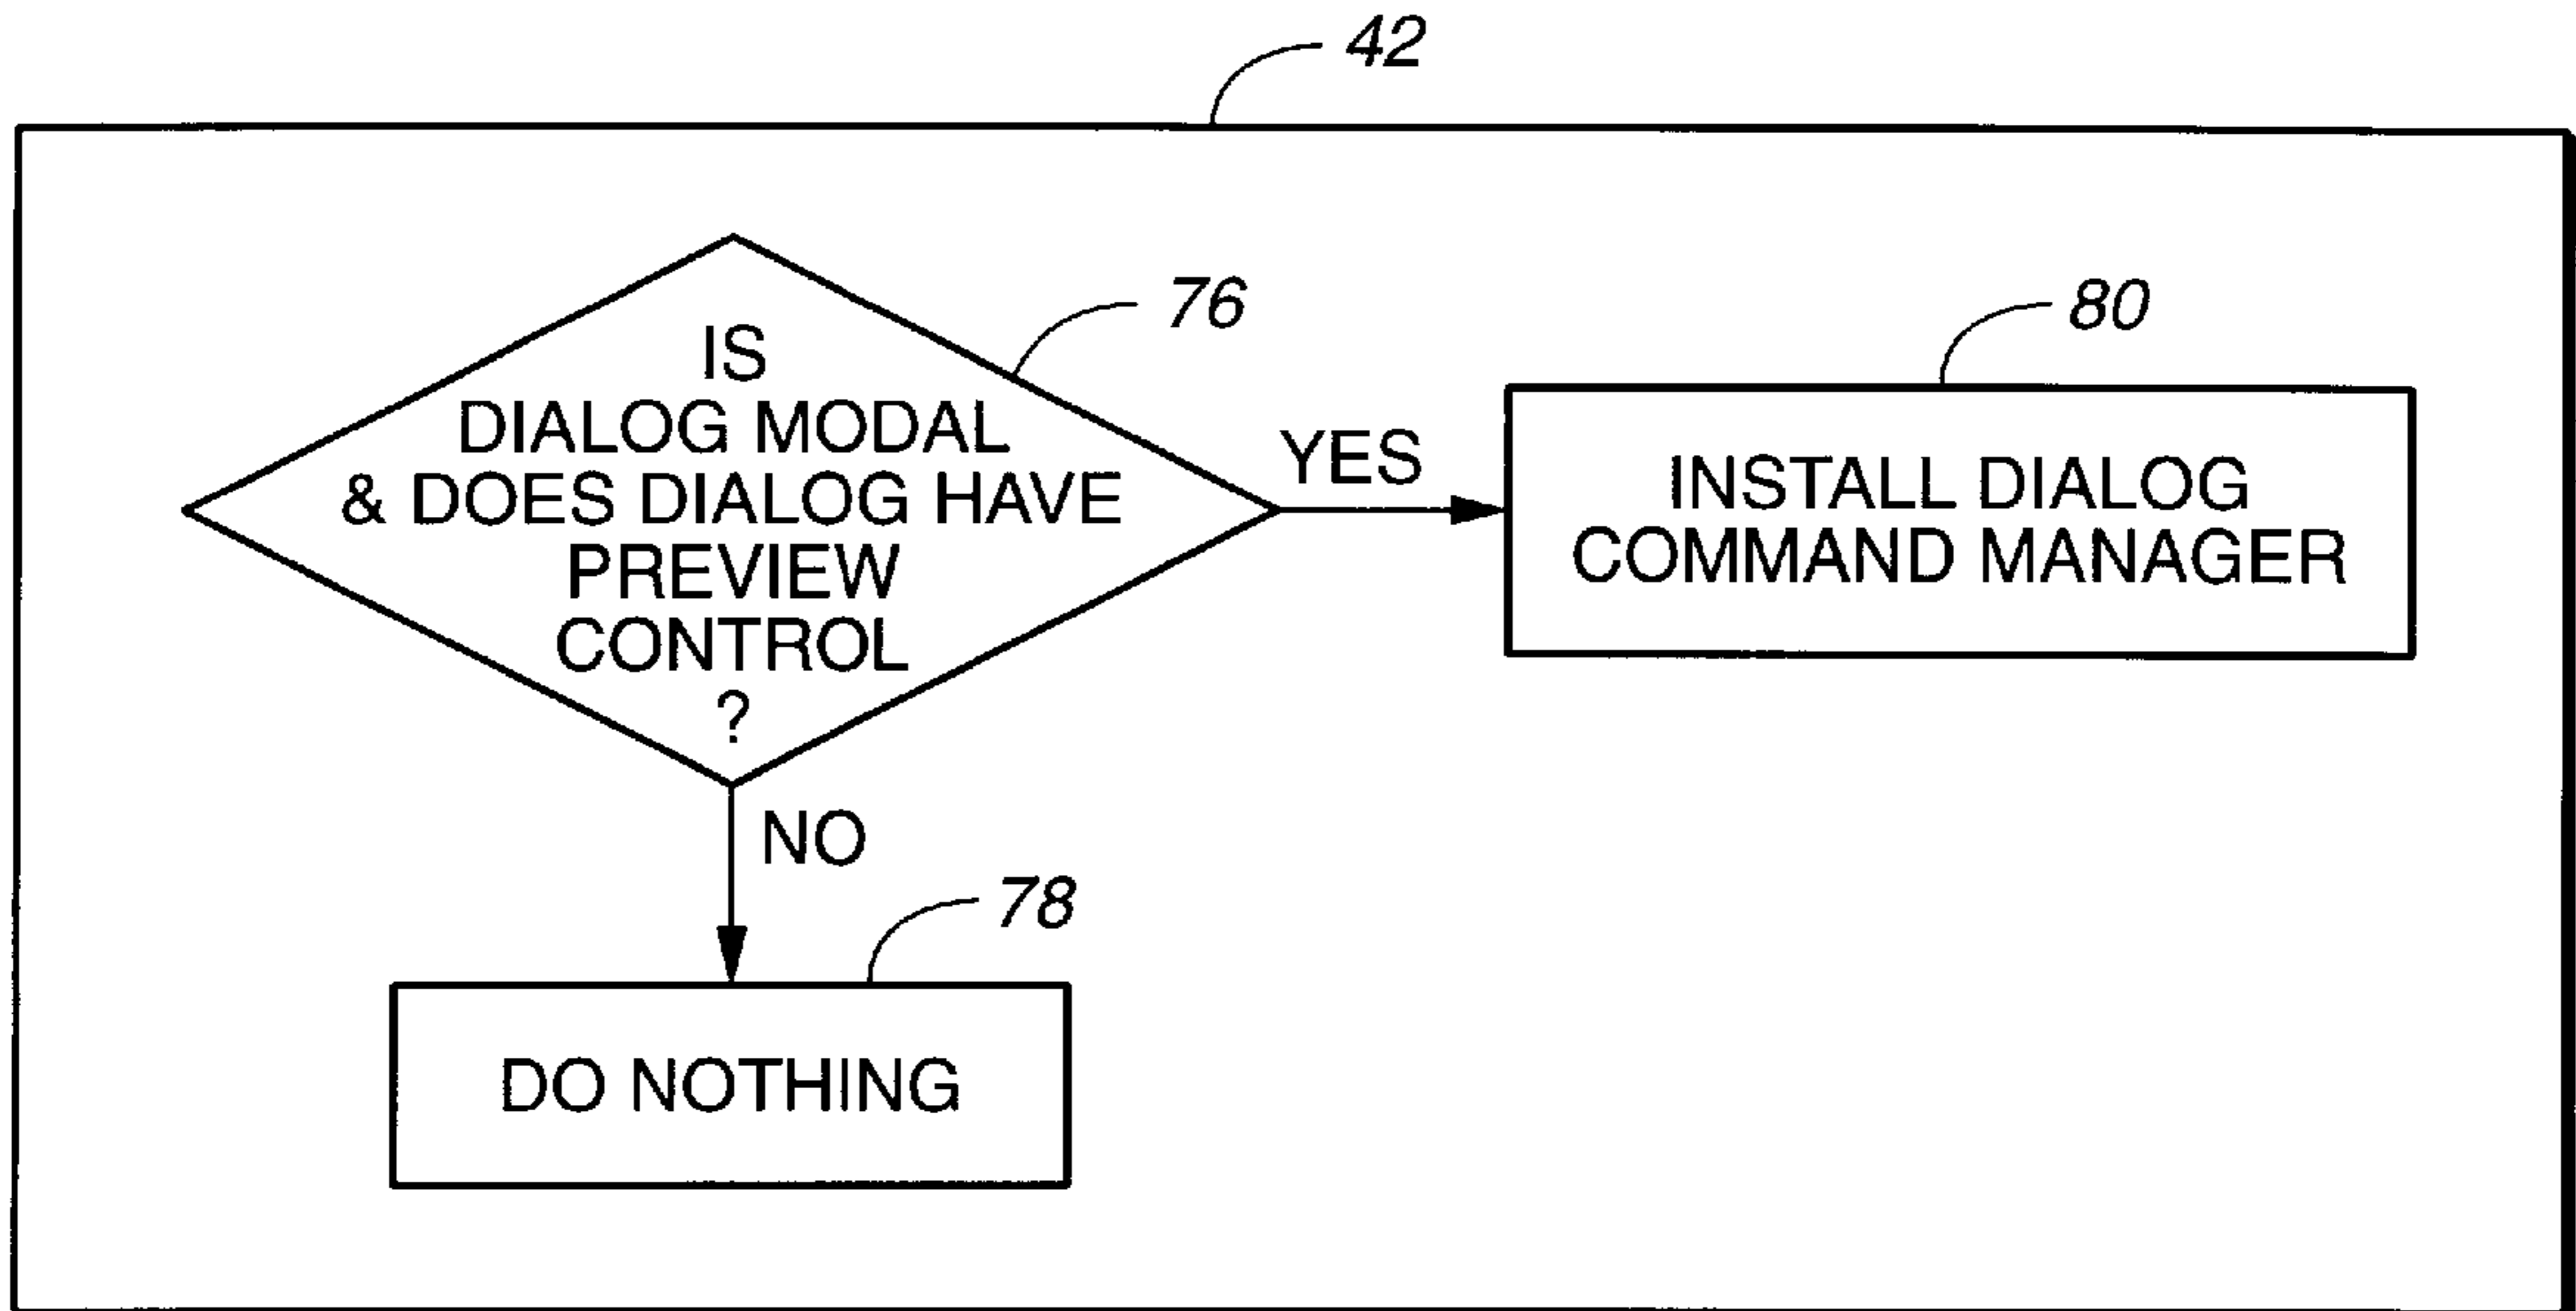 42
76
IS
DIALOG MODAL
& DOES DIALOG HAVE
PREVIEW
CONTROL
?
YES
80
INSTALL DIALOG
COMMAND MANAGER
NO
78
DO NOTHING